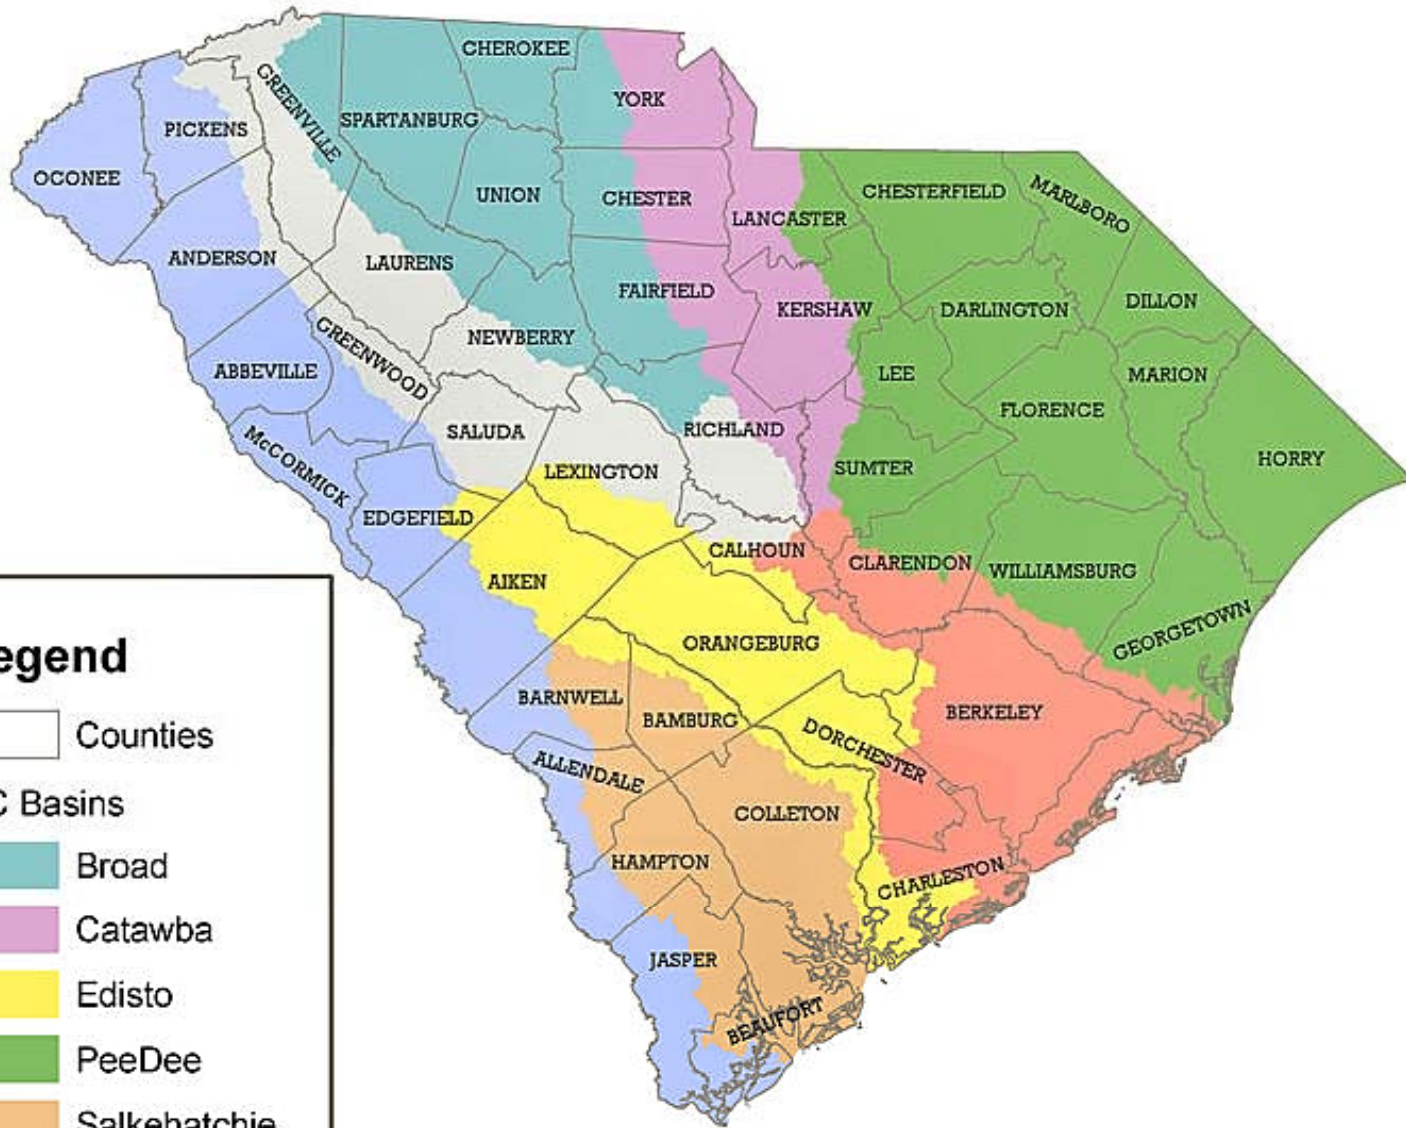 CHEROKEE
GREENVILLE
YORK
SPARTANBURG
PICKENS
OCONEE
UNION
CHESTER
CHESTERFIELD
MARLBORO
LANCASTER
ANDERSON
LAURENS
FAIRFIELD
KERSHAW
DARLINGTON
DILLON
NEWBERRY
GREENWOOD
ABBEVILLE
LEE
MARION
FLORENCE
SALUDA
RICHLAND
McCORMICK
LEXINGTON
SUMTER
HORRY
EDGEFIELD
CALHOUN
CLARENDON
WILLIAMSBURG
AIKEN
GEORGETOWN
ORANGEBURG
BARNWELL
BAMBURG
BERKELEY
DORCHESTER
ALLENDALE
COLLETON
HAMPTON
CHARLESTON
JASPER
BEAUFORT
egend
Counties
C Basins
Broad
Catawba
Edisto
PeeDee
Salkehatchie